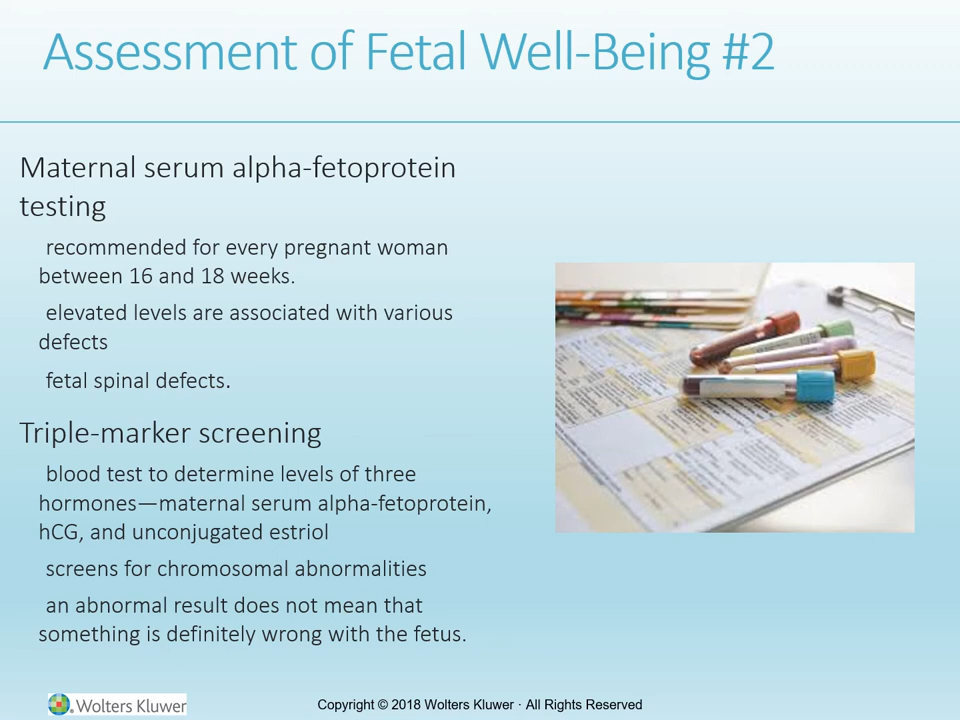 Assessment of Fetal Well-Being #2
Maternal serum alpha-fetoprotein
testing
recommended for every pregnant woman
between 16 and 18 weeks.
elevated levels are associated with various
defects
fetal spinal defects.
Triple-marker screening
blood test to determine levels of three
hormones—maternal serum alpha-fetoprotein,
hCG, and unconjugated estriol
screens for chromosomal abnormalities
an abnormal result does not mean that
something is definitely wrong with the fetus.
Wolters Kluwer
Copyright © 2018 Wolters Kluwer · All Rights Reserved